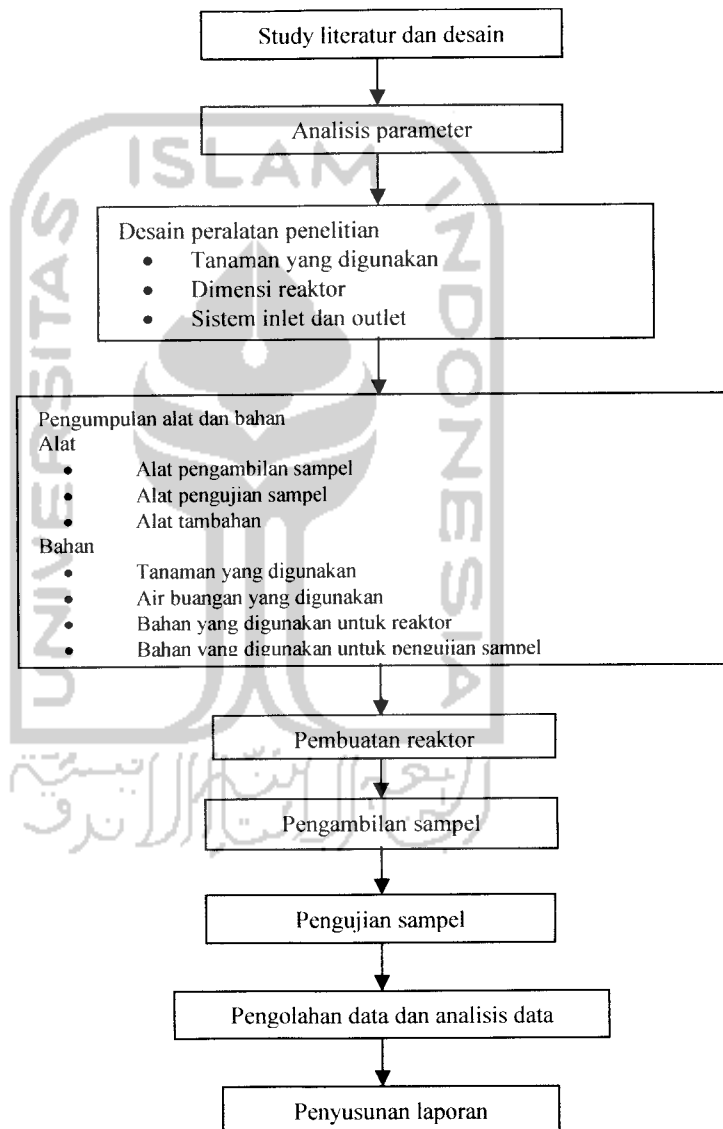 Study literatur dan desain
Analisis parameter
Desain peralatan penelitian
• Tanaman yang digunakan
• Dimensi reaktor
• Sistem inlet dan outlet
Pengumpulan alat dan bahan
Alat
• Alat pengambilan sampel
• Alat pengujian sampel
• Alat tambahan
Bahan
• Tanaman yang digunakan
• Air buangan yang digunakan
• Bahan yang digunakan untuk reaktor
• Bahan yang digunakan untuk pengujian sampel
Pembuatan reaktor
Pengambilan sampel
Pengujian sampel
Pengolahan data dan analisis data
Penyusunan laporan
UNIVERSITAS ISLAM INDONESIA